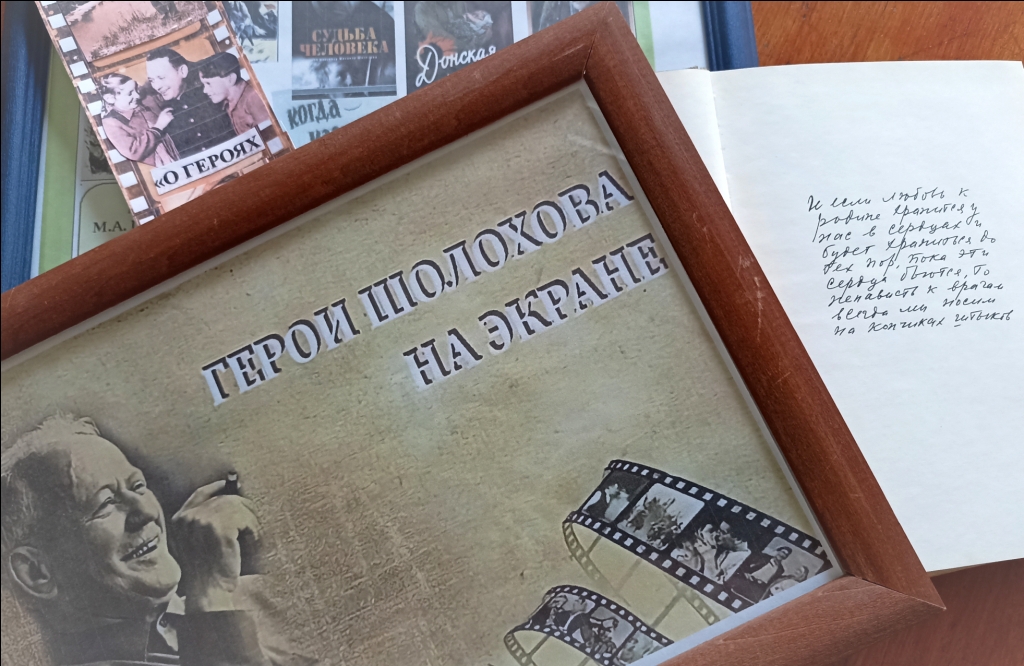 СУДЬБА
ЧЕЛОВЕКА
Донская
КОГДА
«О ГЕРОЯХ
М.А.
ГЕРОИ ШОЛОХОВА
НА ЭКРАНЕ
И если любовь к
родине хранится у
нас в сердцах и
будет храниться до
тех пор, пока эти
сердца бьются, то
ненависть к врагам
всегда мы носим
на кончиках штыков